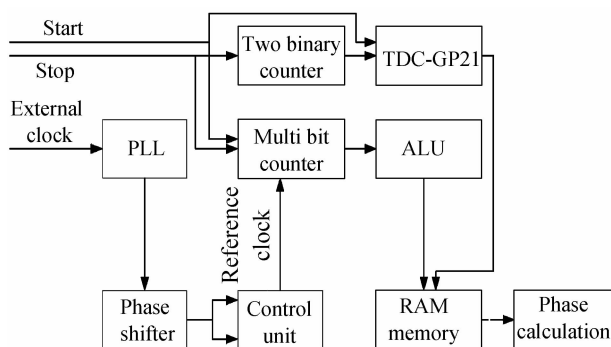 Start
Stop
Two binary
counter
TDC-GP21
External
clock
PLL
Multi bit
counter
ALU
Reference
clock
Phase
shifter
Control
unit
RAM
memory
Phase
calculation